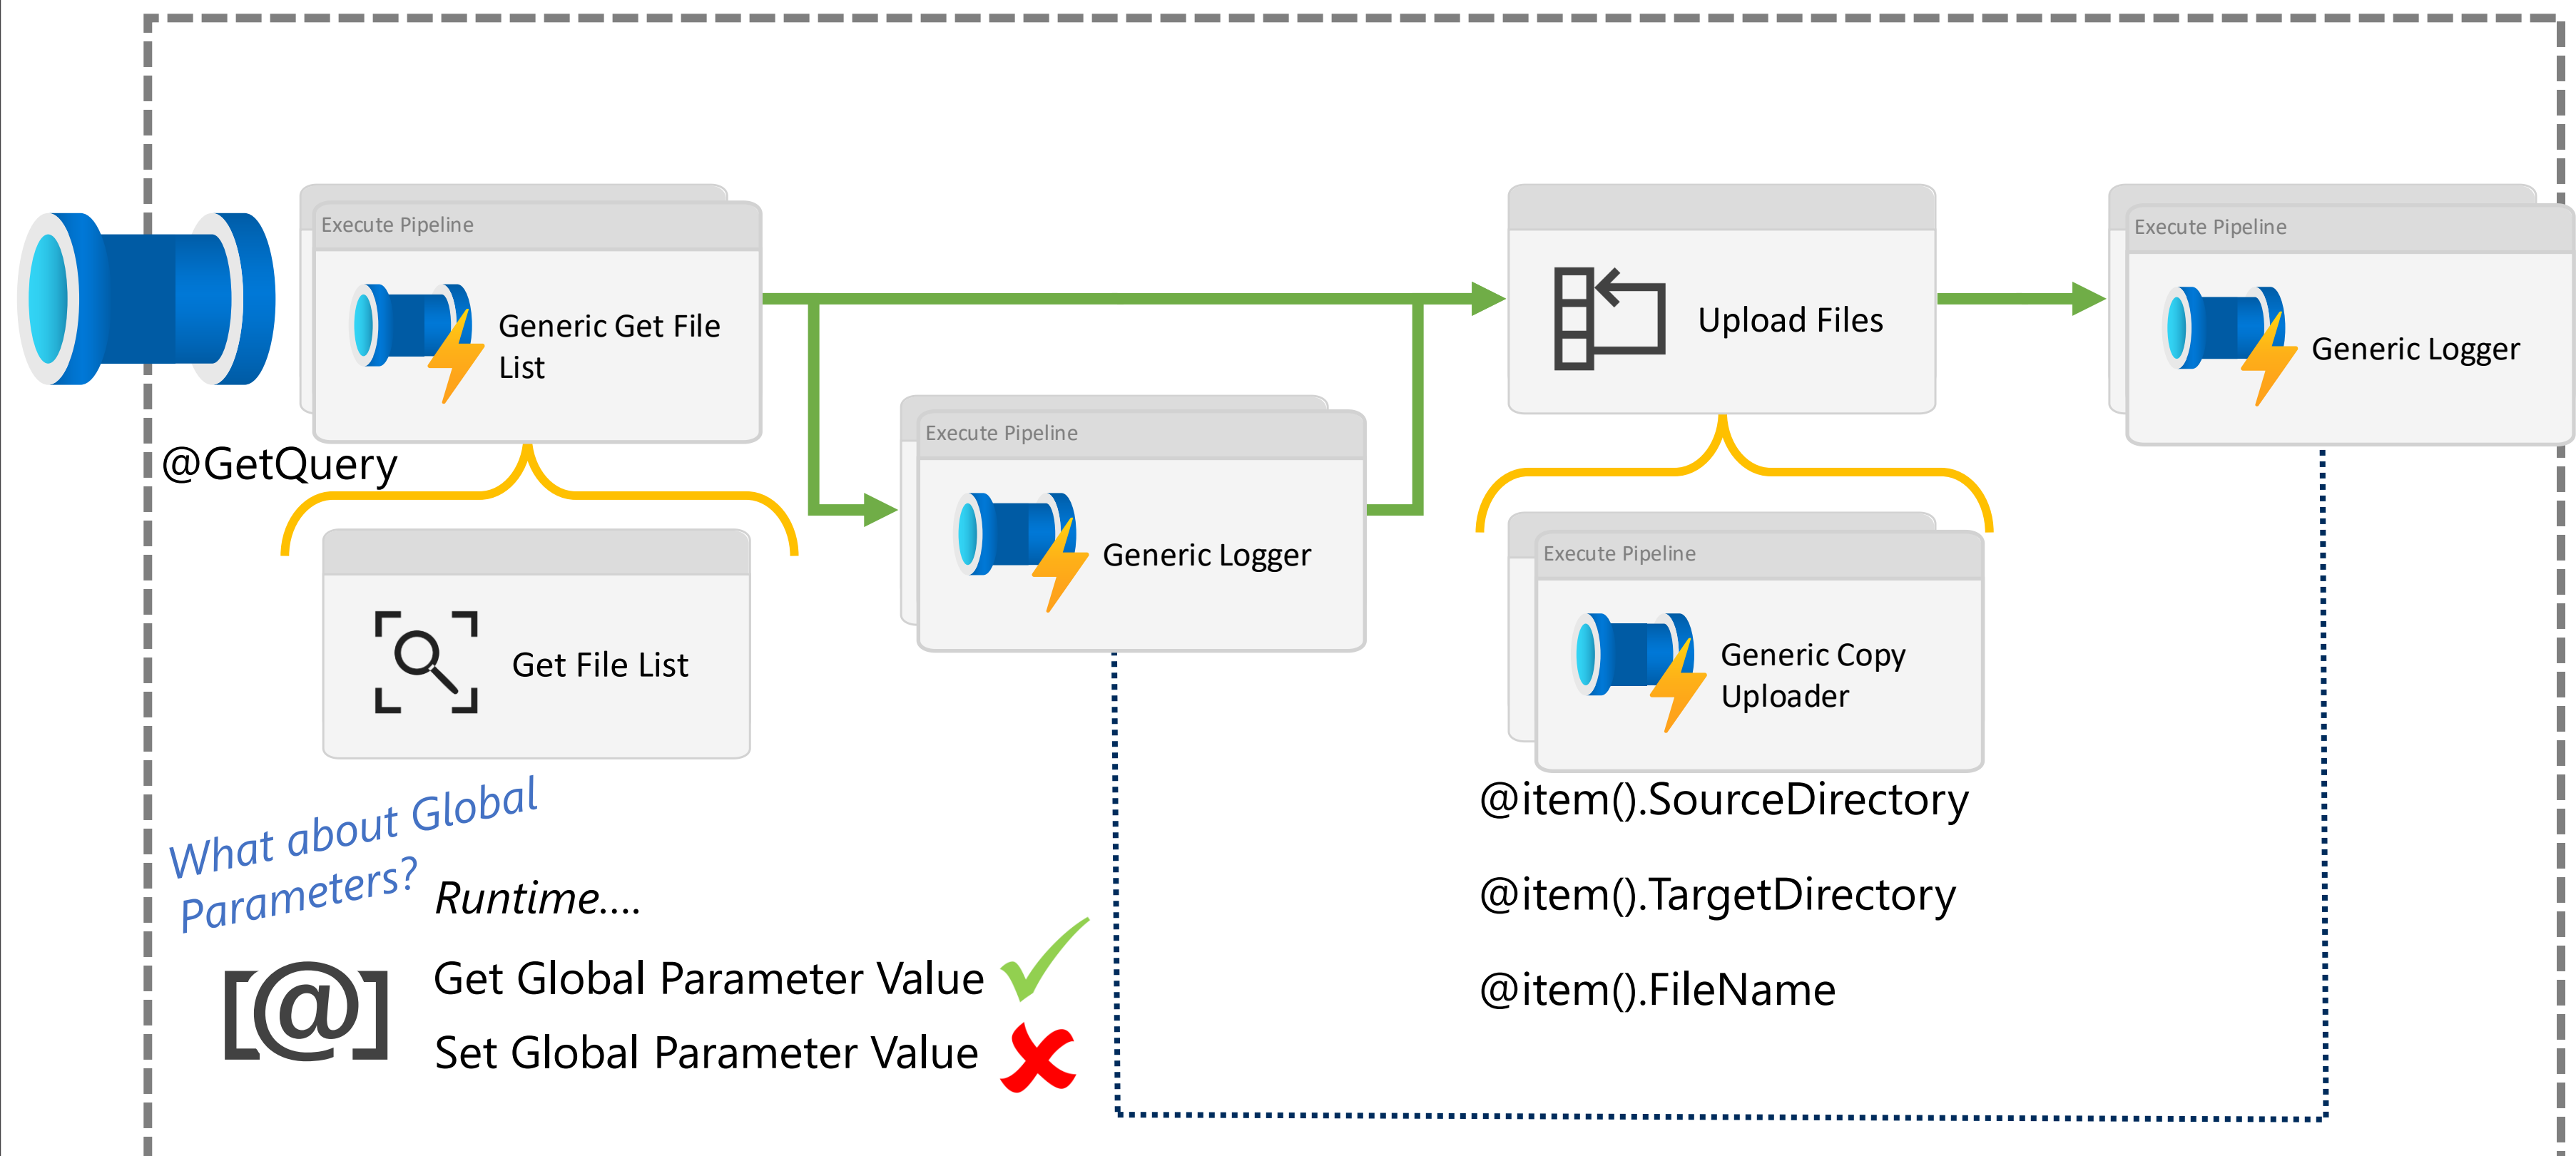 Execute Pipeline
Generic Get File
List
@GetQuery
Get File List
Execute Pipeline
Generic Logger
Upload Files
Execute Pipeline
Generic Copy
Uploader
@item().SourceDirectory
@item().TargetDirectory
@item().FileName
Execute Pipeline
Generic Logger
What about Global
Parameters?
Runtime....
[@]
Get Global Parameter Value
Set Global Parameter Value